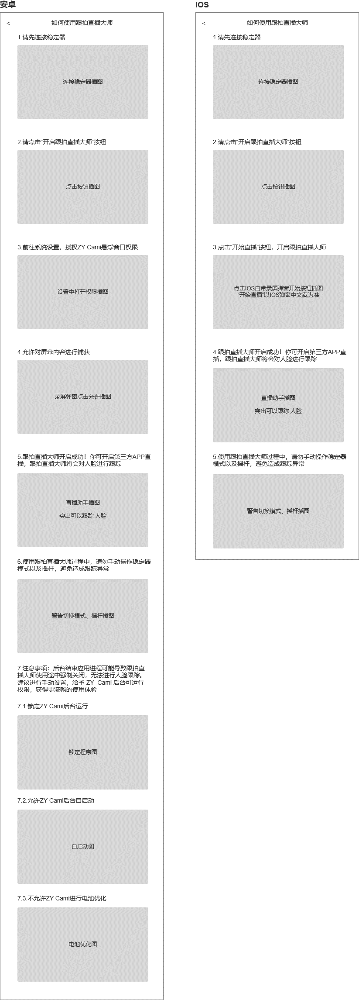 安卓
<
如何使用跟拍直播大师
1.请先连接稳定器
连接稳定器插图
2.请点击“开启跟拍直播大师”按钮
点击按钮插图
3.前往系统设置，授权ZY Cami悬浮窗口权限
设置中打开权限插图
4.允许对屏幕内容进行捕获
录屏弹窗点击允许插图
5.跟拍直播大师开启成功！你可开启第三方APP直
播，跟拍直播大师将会对人脸进行跟踪
直播助手插图
突出可以跟踪 人脸
6.使用跟拍直播大师过程中，请勿手动操作稳定器
模式以及摇杆，避免造成跟踪异常
警告切换模式、摇杆插图
7.注意事项：后台结束应用进程可能导致跟拍直
播大师使用途中强制关闭，无法进行人脸跟踪。
建议进行手动设置，给予 ZY  Cami 后台可运行
权限，获得更流畅的使用体验
7.1.锁定ZY Cami后台运行
锁定程序图
7.2.允许ZY Cami后台自启动
自启动图
7.3.不允许ZY Cami进行电池优化
电池优化图
IOS
<
如何使用跟拍直播大师
1.请先连接稳定器
连接稳定器插图
2.请点击“开启跟拍直播大师”按钮
点击按钮插图
3.点击“开始直播”按钮，开启跟拍直播大师
点击IOS自带录屏弹窗开始按钮插图
“开始直播”以IOS弹窗中文案为准
4.跟拍直播大师开启成功！你可开启第三方APP直
播，跟拍直播大师将会对人脸进行跟踪
直播助手插图
突出可以跟踪 人脸
5.使用跟拍直播大师过程中，请勿手动操作稳定器
模式以及摇杆，避免造成跟踪异常
警告切换模式、摇杆插图